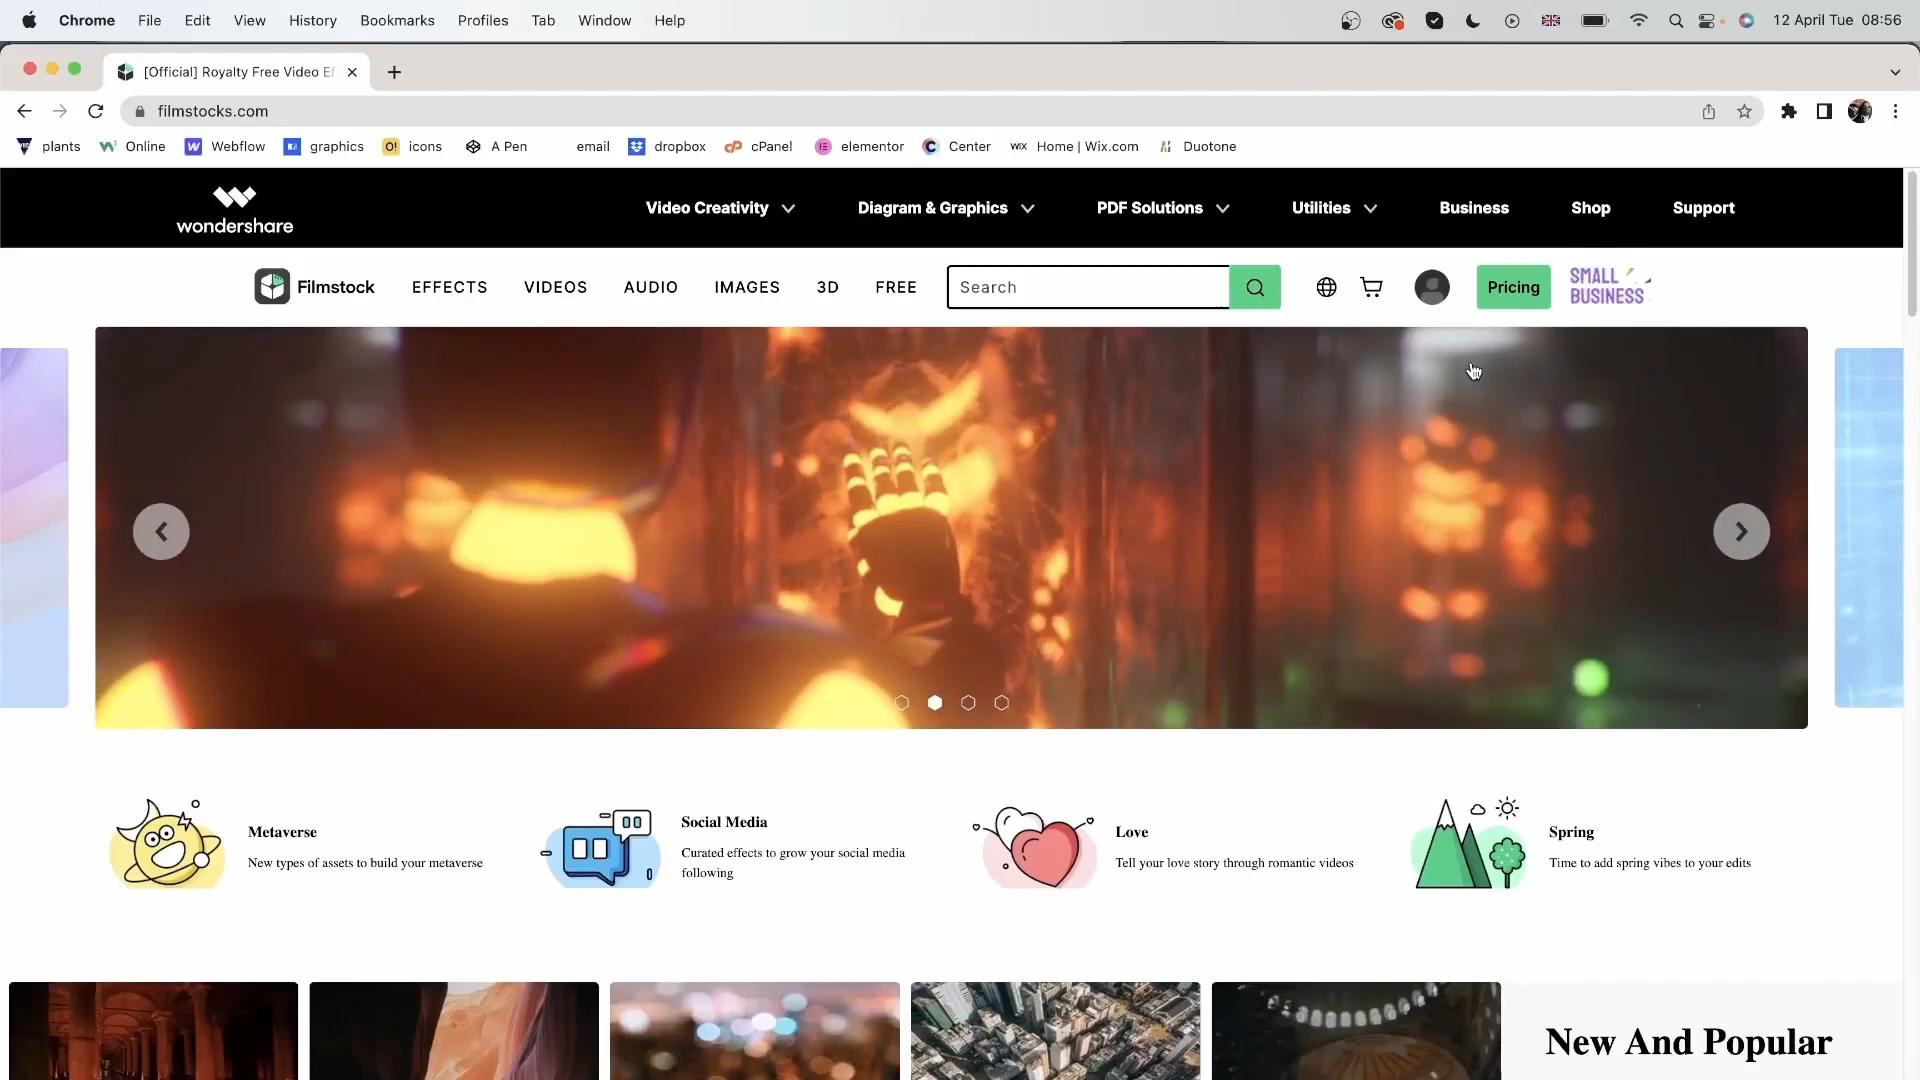 Chrome File Edit View History Bookmarks Profiles Tab Window Help 12 April Tue 08:56
[Official] Royalty Free Video Ef
filmstocks.com
plants Online Webflow graphics icons A Pen email dropbox cPanel elementor Center WIX Home | Wix.com Duotone
wondershare Video Creativity Diagram & Graphics PDF Solutions Utilities Business Shop Support
Filmstock EFFECTS VIDEOS AUDIO IMAGES 3D FREE Search Pricing SMALL
BUSINESS
Metaverse
New types of assets to build your metaverse
Social Media
Curated effects to grow your social media
following
Love
Tell your love story through romantic videos
Spring
Time to add spring vibes to your edits
New And Popular